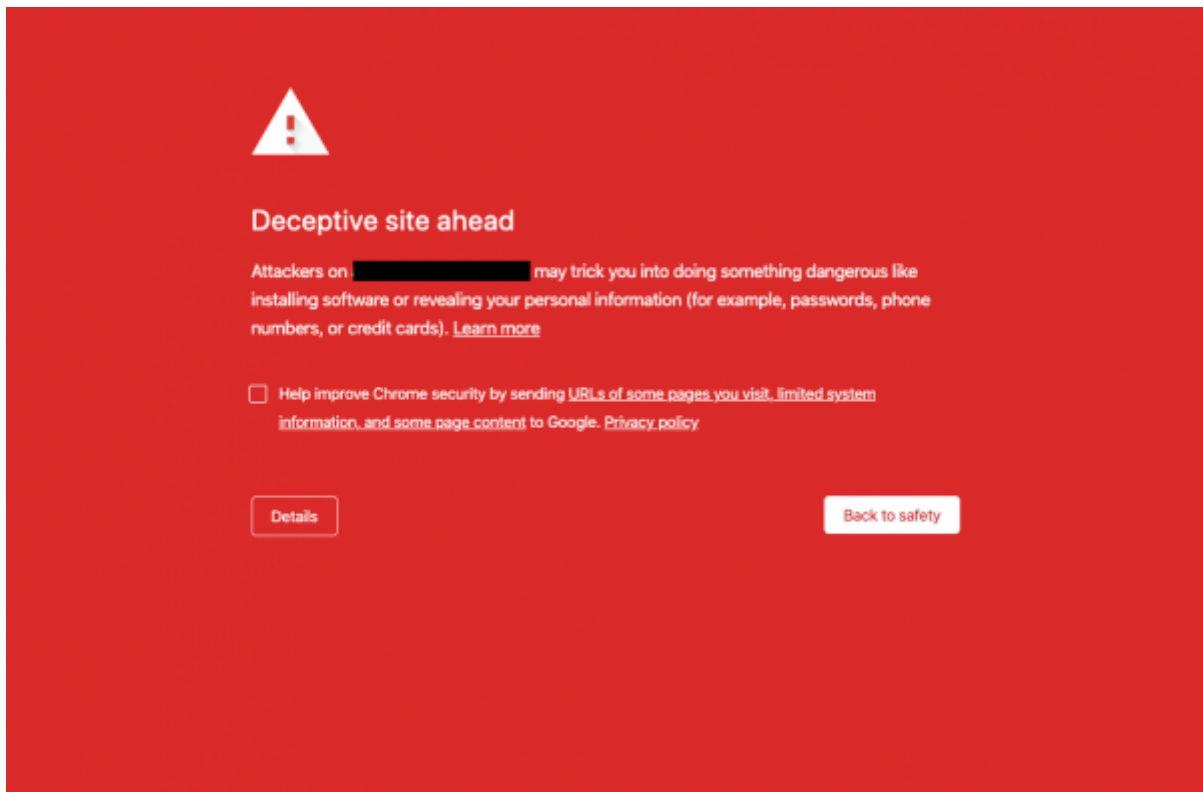 Deceptive site ahead
Attackers on may trick you into doing something dangerous like
installing software or revealing your personal information (for example, passwords, phone
numbers, or credit cards). Learn more
Help improve Chrome security by sending URLs of some pages you visit, limited system
information, and some page content to Google. Privacy policy
Details
Back to safety